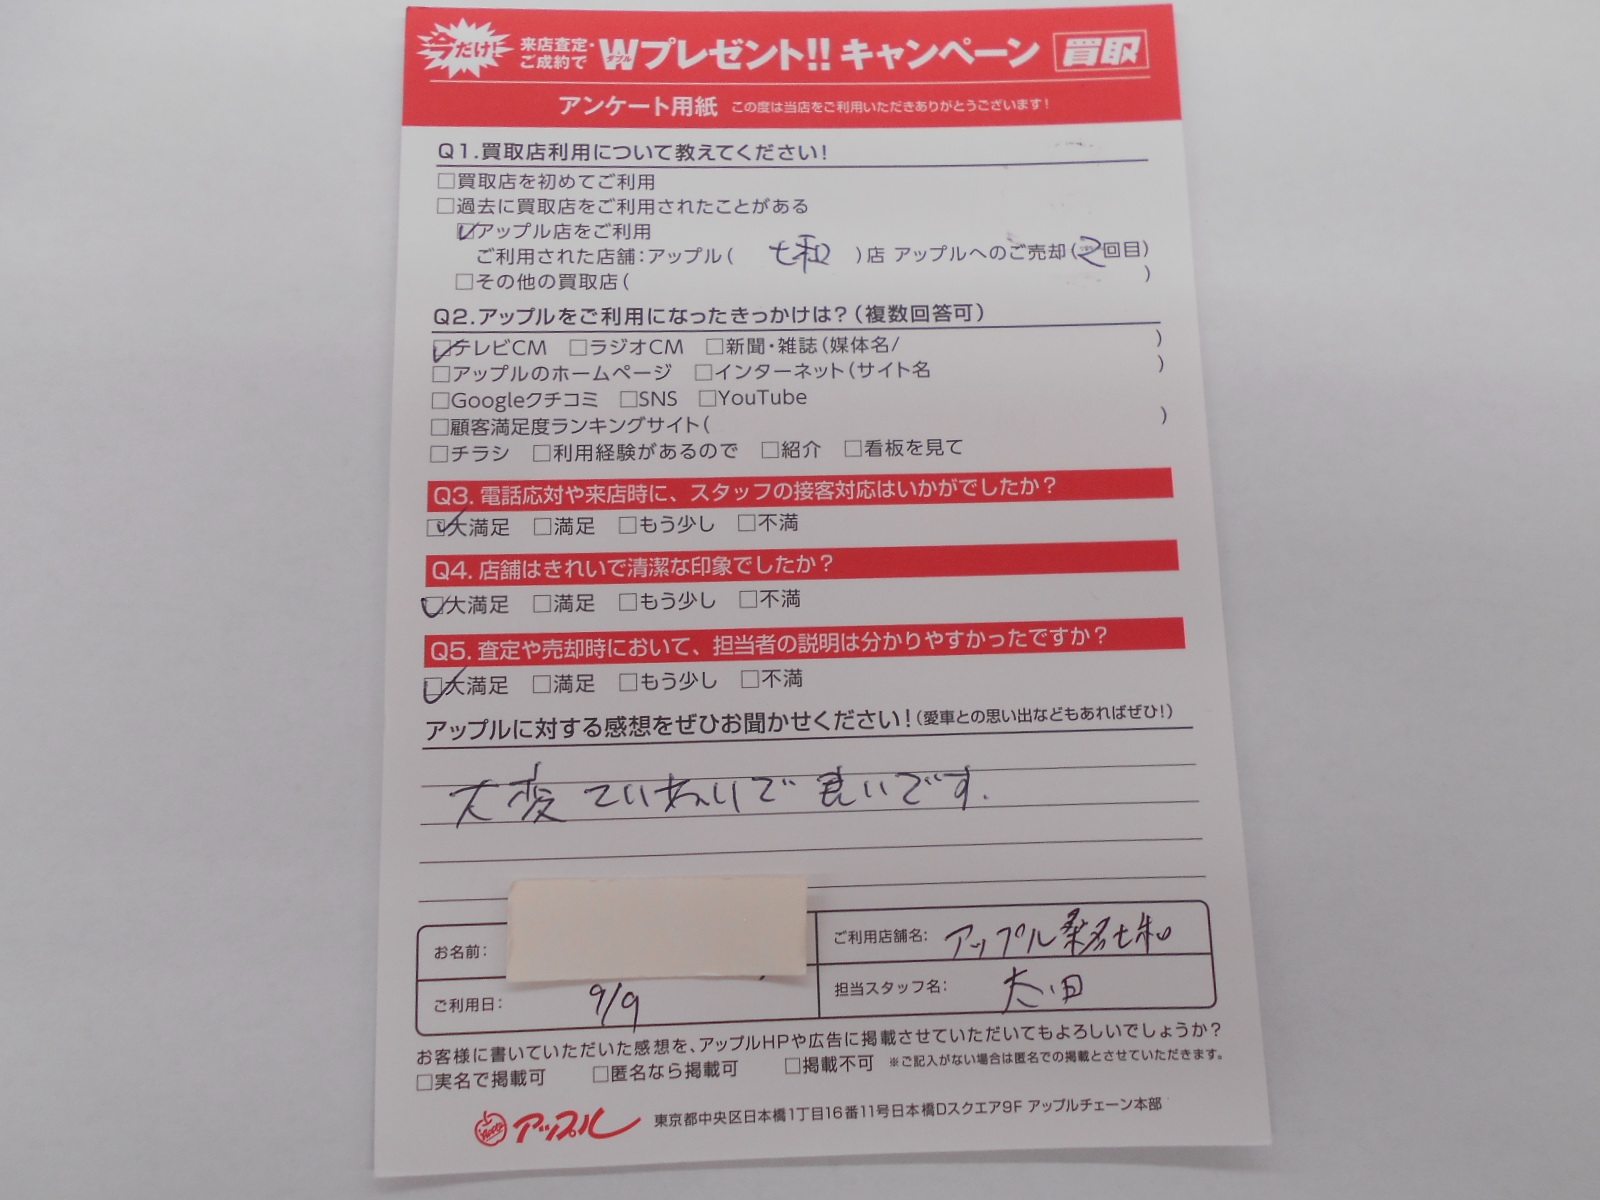 今だけ! 来店査定・ご成約で Wダブルプレゼント!! キャンペーン 買取
アンケート用紙 この度は当店をご利用いただきありがとうございます!
Q1.買取店利用について教えてください!
□買取店を初めてご利用
□過去に買取店をご利用されたことがある
☑アップル店をご利用
ご利用された店舗:アップル( 七和 )店 アップルへのご売却(2回目)
□その他の買取店( )
Q2.アップルをご利用になったきっかけは?(複数回答可)
☑テレビCM □ラジオCM □新聞・雑誌(媒体名/ )
□アップルのホームページ □インターネット(サイト名 )
□Googleクチコミ □SNS □YouTube
□顧客満足度ランキングサイト( )
□チラシ □利用経験があるので □紹介 □看板を見て
Q3. 電話応対や来店時に、スタッフの接客対応はいかがでしたか?
☑大満足 □満足 □もう少し □不満
Q4. 店舗はきれいで清潔な印象でしたか?
☑大満足 □満足 □もう少し □不満
Q5. 査定や売却時において、担当者の説明は分かりやすかったですか?
☑大満足 □満足 □もう少し □不満
アップルに対する感想をぜひお聞かせください!(愛車との思い出などもあればぜひ!)
大変ていねいで良いです.
お名前:
ご利用店舗名: アップル桑名七和
ご利用日: 9/9
担当スタッフ名: 太田
お客様に書いていただいた感想を、アップルHPや広告に掲載させていただいてもよろしいでしょうか?
□実名で掲載可 □匿名なら掲載可 □掲載不可 ※ご記入がない場合は匿名での掲載とさせていただきます。
Apple アップル 東京都中央区日本橋1丁目16番11号日本橋Dスクエア9F アップルチェーン本部